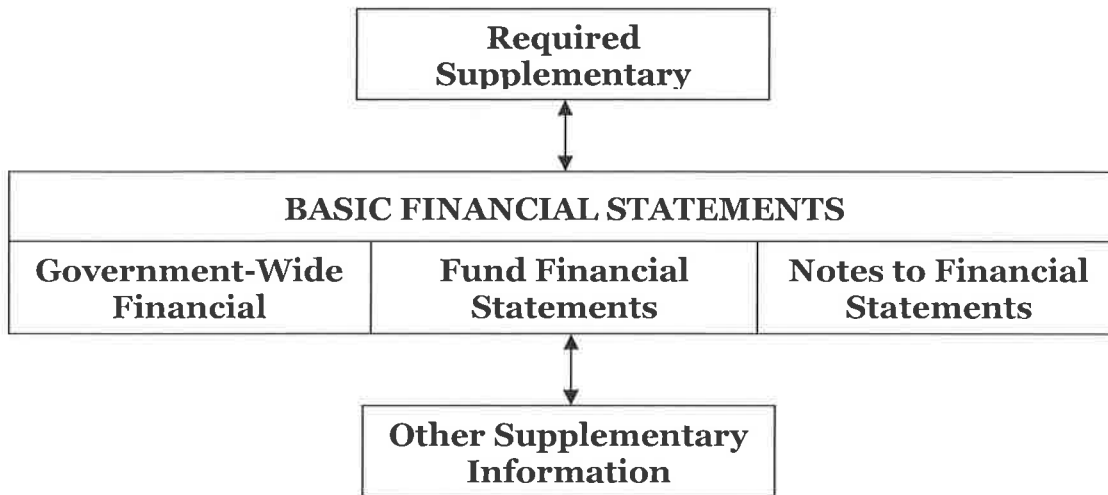 Required
Supplementary
BASIC FINANCIAL STATEMENTS
Government-Wide
Financial
Fund Financial
Statements
Notes to Financial
Statements
Other Supplementary
Information